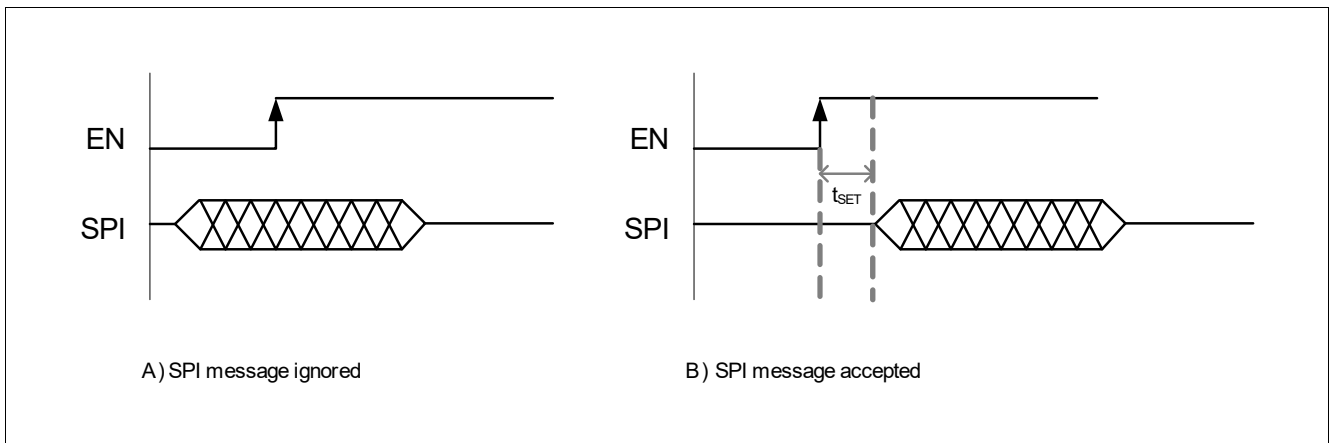 EN
SPI
A) SPI message ignored
EN
tSET
SPI
B) SPI message accepted